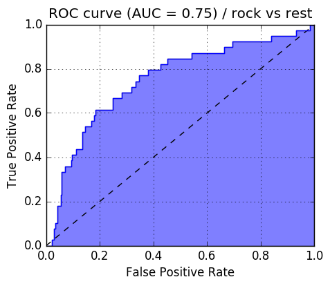 ROC curve (AUC = 0.75) / rock vs rest
True Positive Rate
1.0
0.8
0.6
0.4
0.2
0.0
0.0 0.2 0.4 0.6 0.8 1.0
False Positive Rate